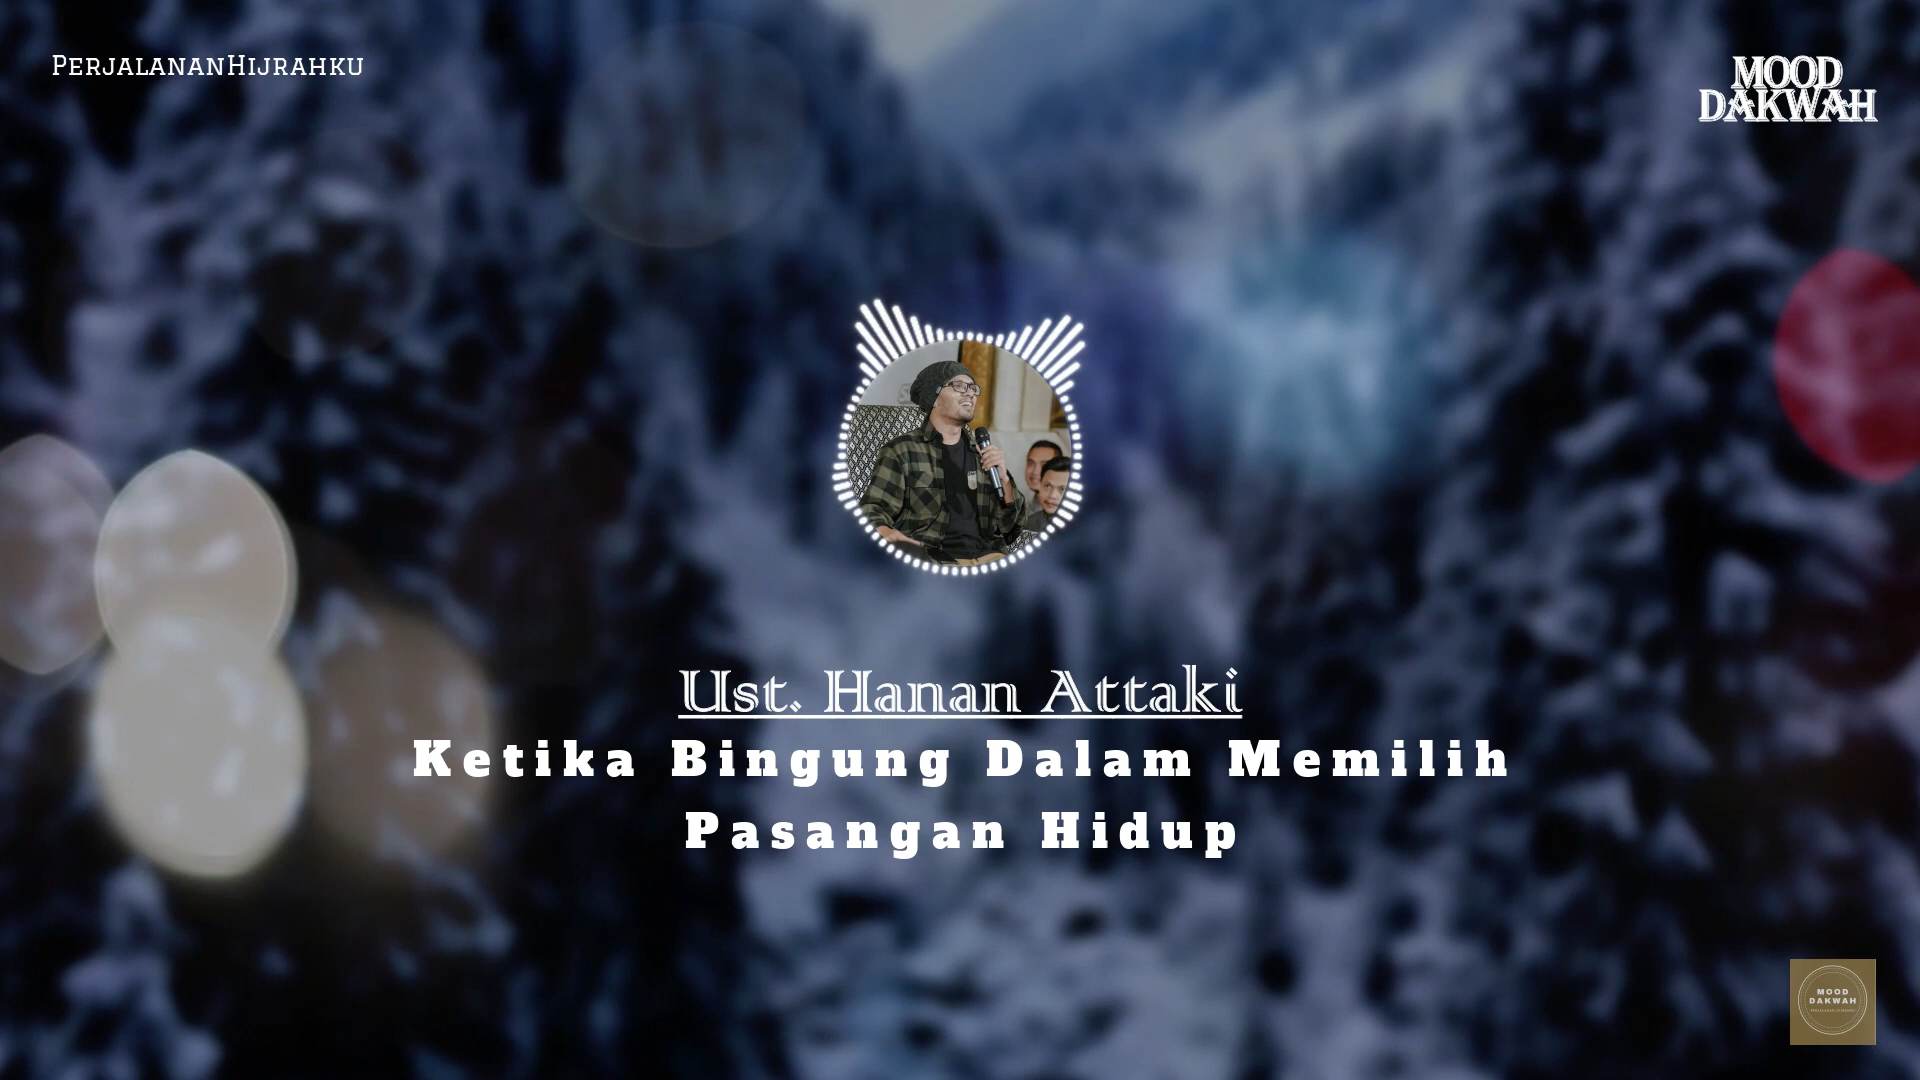 PERJALANANHIJRAHKU
MOOD
DAKWAH
Ust. Hanan Attaki
Ketika Bingung Dalam Memilih
Pasangan Hidup
MOOD
DAKWAH